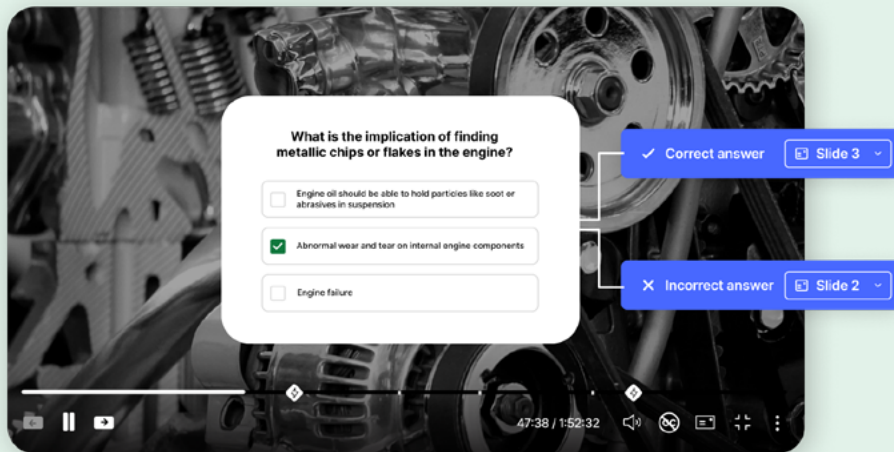 What is the implication of finding
metallic chips or flakes in the engine?
Engine oil should be able to hold particles like soot or
abrasives in suspension
Abnormal wear and tear on internal engine components
Engine failure
Correct answer
Slide 3
Incorrect answer
Slide 2
47:38 / 1:52:32
CC